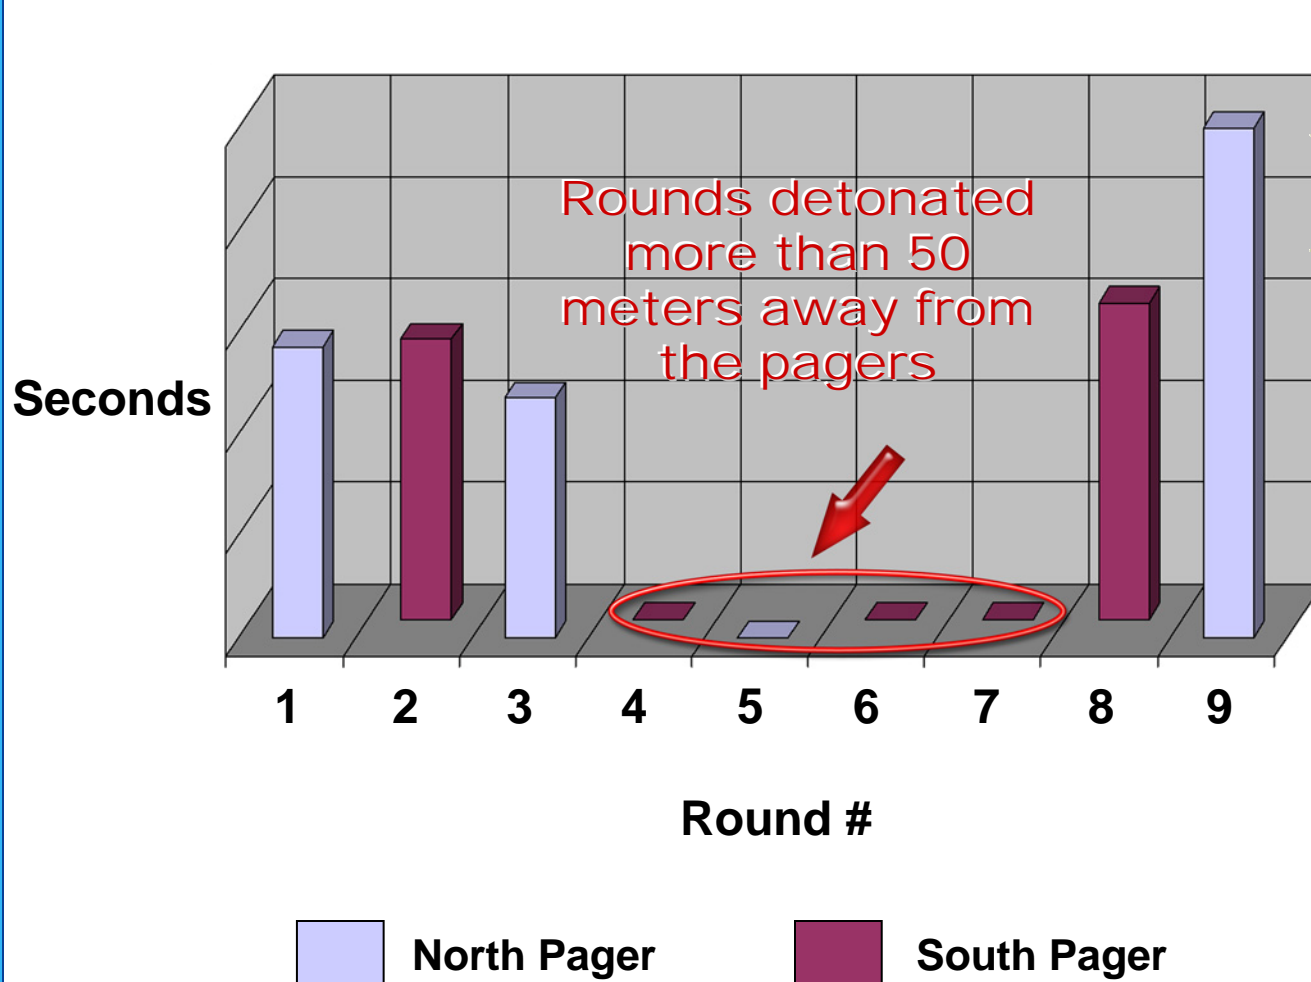 Rounds detonated
more than 50
meters away from
the pagers
Seconds
1 2 3 4 5 6 7 8 9
Round #
North Pager South Pager